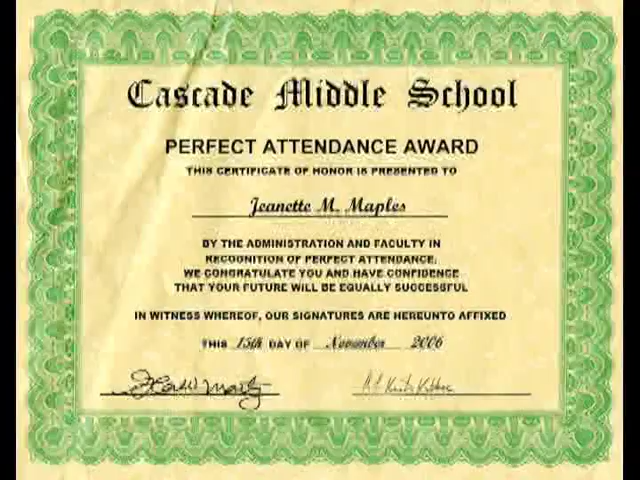 Cascade Middle School
PERFECT ATTENDANCE AWARD
THIS CERTIFICATE OF HONOR IS PRESENTED TO
Jeanette M. Maples
BY THE ADMINISTRATION AND FACULTY IN
RECOGNITION OF PERFECT ATTENDANCE.
WE CONGRATULATE YOU AND HAVE CONFIDENCE
THAT YOUR FUTURE WILL BE EQUALLY SUCCESSFUL
IN WITNESS WHEREOF, OUR SIGNATURES ARE HEREUNTO AFFIXED
THIS 15th DAY OF November 2006